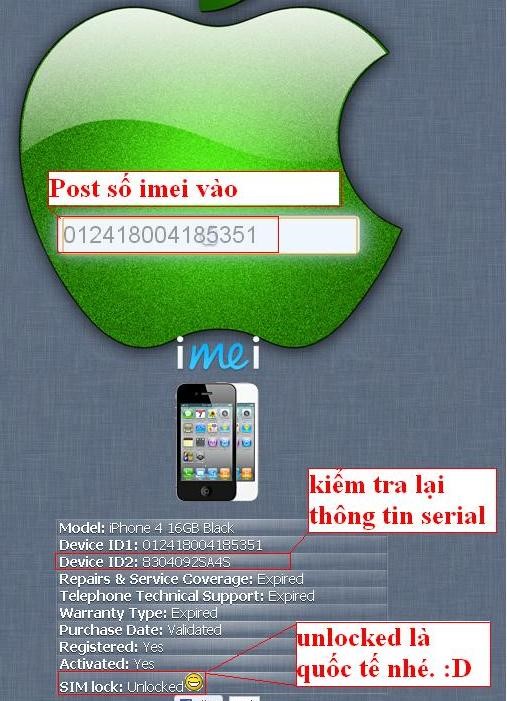 Post số imei vào
012418004185351
imei
kiểm tra lại
thông tin serial
Model: iPhone 4 16GB Black
Device ID1: 012418004185351
Device ID2: 8304092SA4S
Repairs & Service Coverage: Expired
Telephone Technical Support: Expired
Warranty Type: Expired
Purchase Date: Validated
Registered: Yes
Activated: Yes
SIM lock: Unlocked
unlocked là
quốc tế nhé. :D